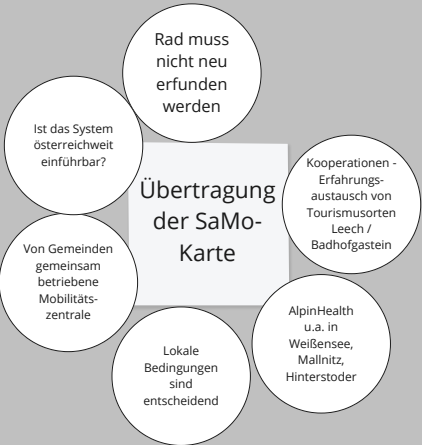 Rad muss
nicht neu
erfunden
werden
Ist das System
österreichweit
einführbar?
Übertragung
der SaMo-
Karte
Kooperationen -
Erfahrungs-
austausch von
Tourismusorten
Leech /
Badhofgastein
Von Gemeinden
gemeinsam
betriebene
Mobilitäts-
zentrale
AlpinHealth
u.a. in
Weißensee,
Mallnitz,
Hinterstoder
Lokale
Bedingungen
sind
entscheidend